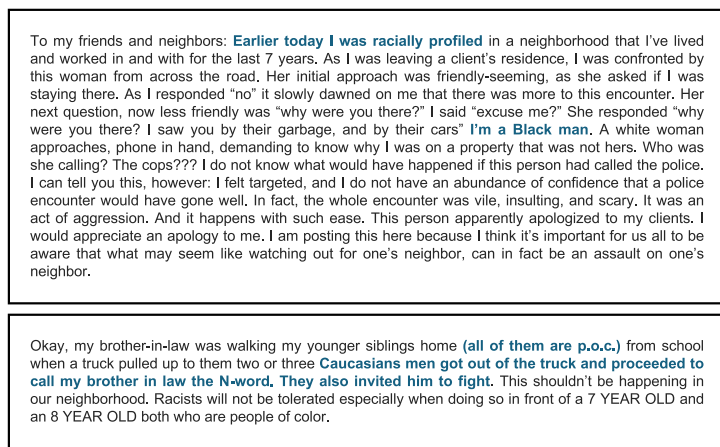 To my friends and neighbors: Earlier today I was racially profiled in a neighborhood that I've lived
and worked in and with for the last 7 years. As I was leaving a client's residence, I was confronted by
this woman from across the road. Her initial approach was friendly-seeming, as she asked if I was
staying there. As I responded “no” it slowly dawned on me that there was more to this encounter. Her
next question, now less friendly was “why were you there?” I said “excuse me?” She responded “why
were you there? I saw you by their garbage, and by their cars” I'm a Black man. A white woman
approaches, phone in hand, demanding to know why I was on a property that was not hers. Who was
she calling? The cops??? I do not know what would have happened if this person had called the police.
I can tell you this, however: I felt targeted, and I do not have an abundance of confidence that a police
encounter would have gone well. In fact, the whole encounter was vile, insulting, and scary. It was an
act of aggression. And it happens with such ease. This person apparently apologized to my clients. I
would appreciate an apology to me. I am posting this here because I think it's important for us all to be
aware that what may seem like watching out for one's neighbor, can in fact be an assault on one's
neighbor.
Okay, my brother-in-law was walking my younger siblings home (all of them are p.o.c.) from school
when a truck pulled up to them two or three Caucasians men got out of the truck and proceeded to
call my brother in law the N-word. They also invited him to fight. This shouldn't be happening in
our neighborhood. Racists will not be tolerated especially when doing so in front of a 7 YEAR OLD and
an 8 YEAR OLD both who are people of color.